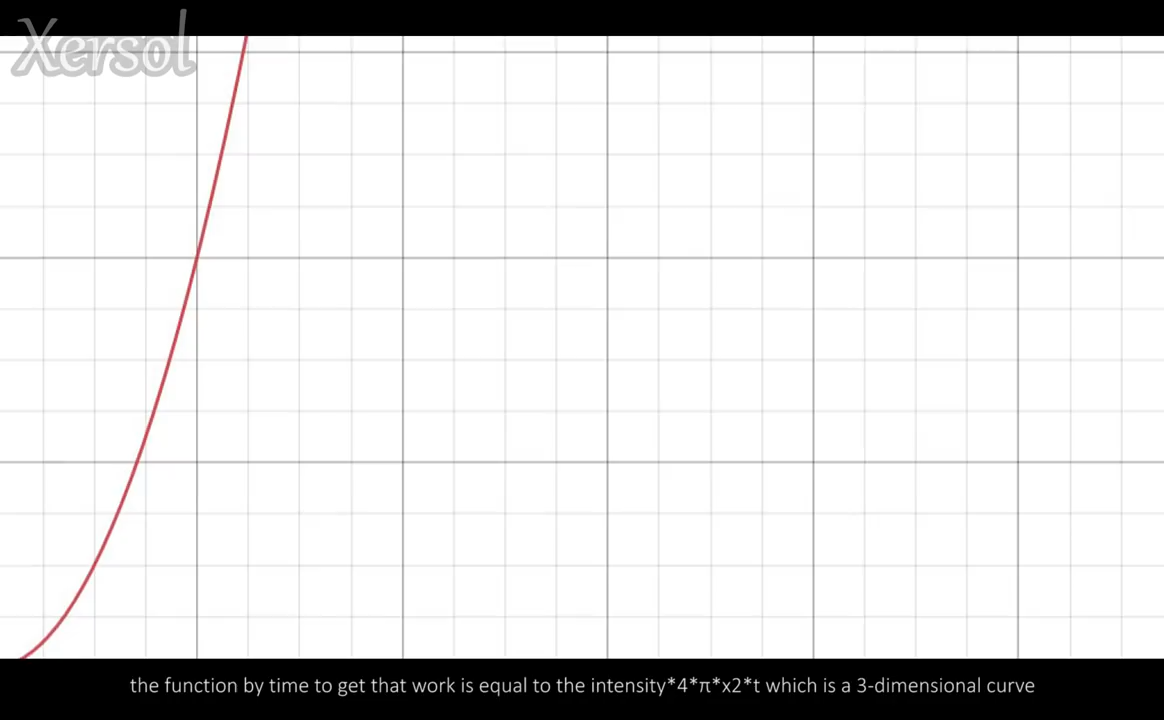 Xersol
the function by time to get that work is equal to the intensity*4*π*x2*t which is a 3-dimensional curve